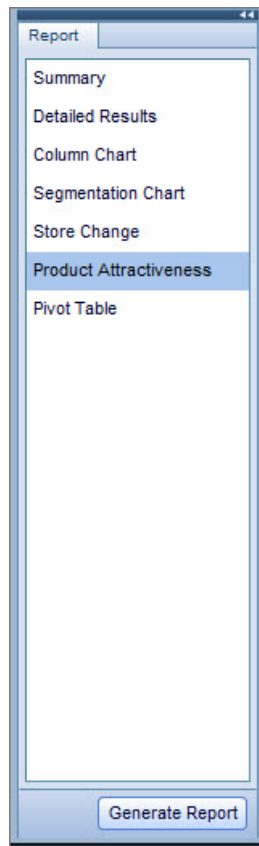 Report
Summary
Detailed Results
Column Chart
Segmentation Chart
Store Change
Product Attractiveness
Pivot Table
Generate Report